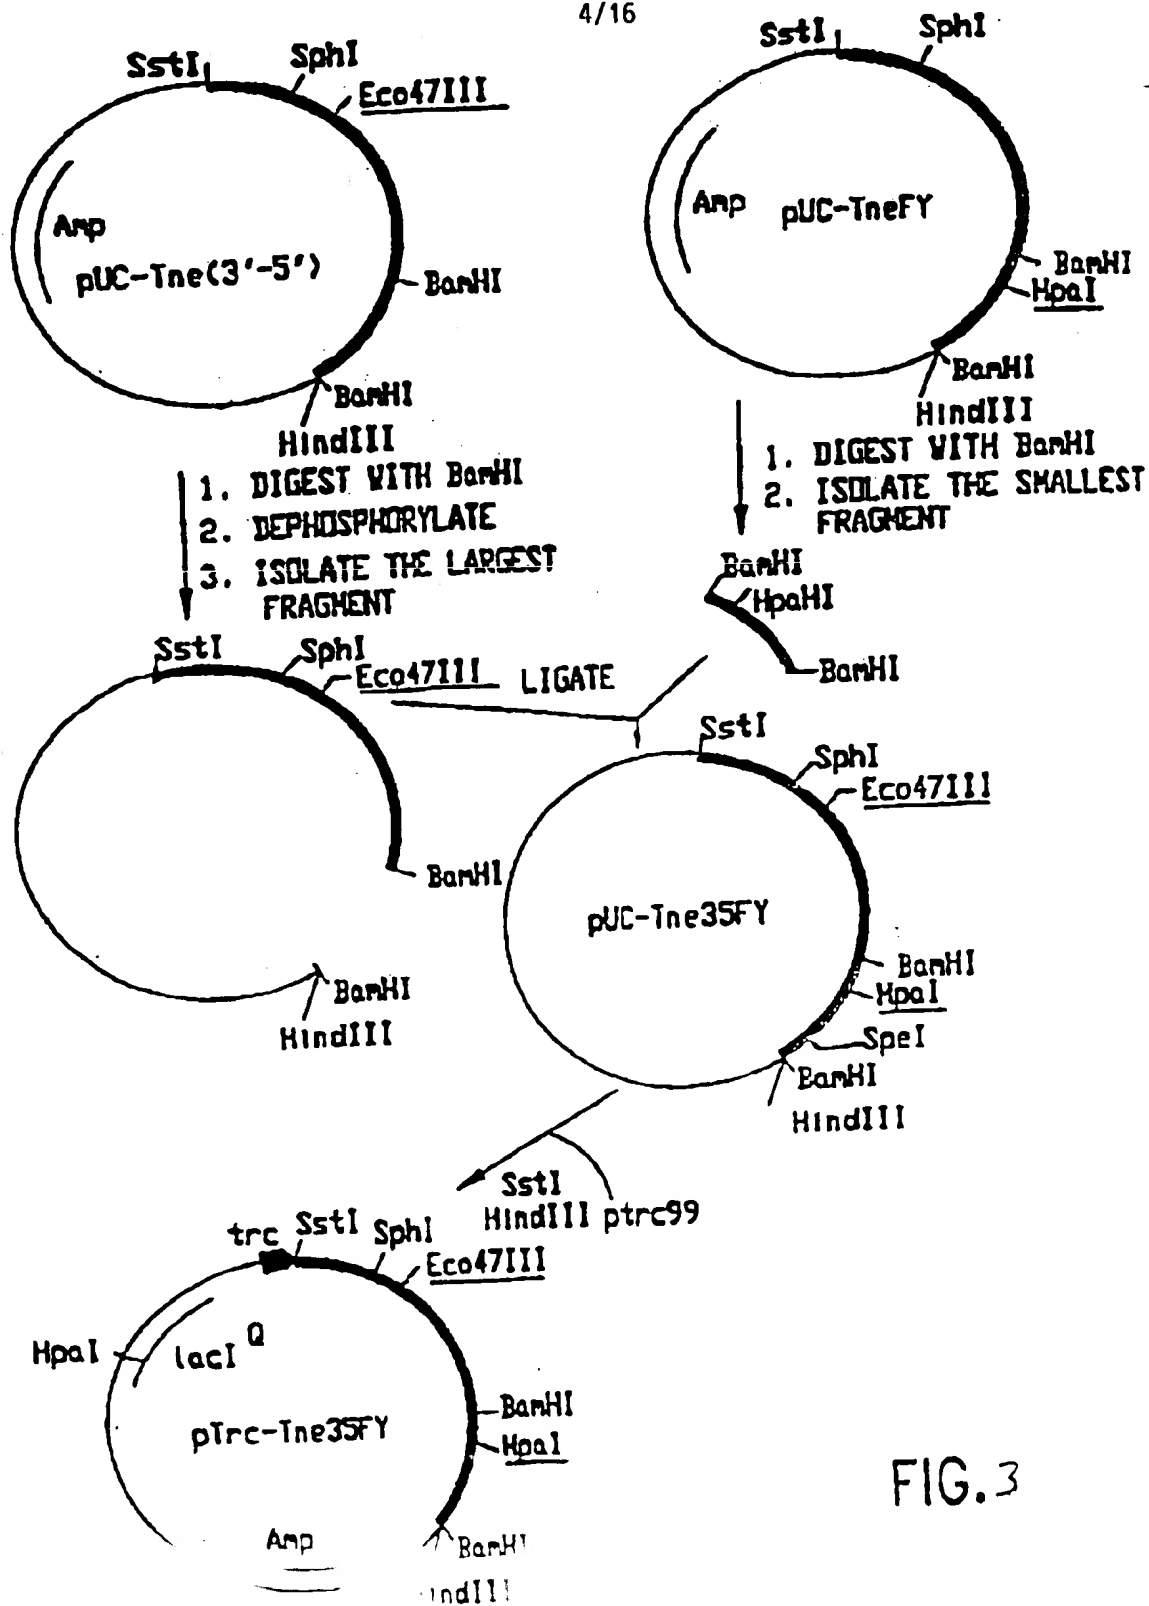 4/16
SstI
SphI
Eco47III
Amp
pUC-Tne(3'-5')
BamHI
BamHI
HindIII
1. DIGEST WITH BamHI
2. DEPHOSPHORYLATE
3. ISOLATE THE LARGEST
FRAGMENT
SstI
SphI
Amp
pUC-TneFY
BamHI
HpaI
BamHI
HindIII
1. DIGEST WITH BamHI
2. ISOLATE THE SMALLEST
FRAGMENT
BamHI
HpaHI
BamHI
SstI
SphI
Eco47III
LIGATE
BamHI
BamHI
HindIII
SstI
SphI
Eco47III
pUC-Tne35FY
BamHI
HpaI
SpeI
BamHI
HindIII
SstI
HindIII ptrc99
trc
SstI
SphI
Eco47III
HpaI
lacI Q
pTrc-Tne35FY
BamHI
HpaI
Amp
BamHI
indIII
FIG.3